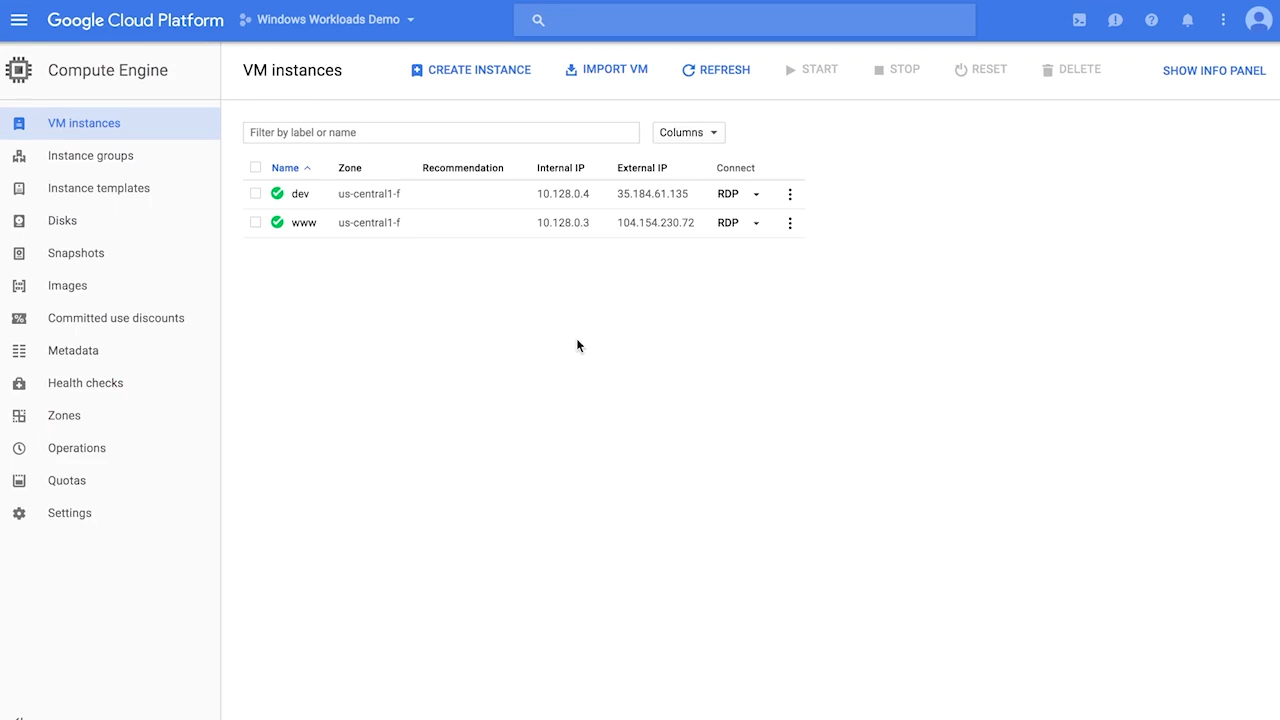 Google Cloud Platform
Windows Workloads Demo
Compute Engine
VM instances
CREATE INSTANCE
IMPORT VM
REFRESH
START
STOP
RESET
DELETE
SHOW INFO PANEL
VM instances
Instance groups
Instance templates
Disks
Snapshots
Images
Committed use discounts
Metadata
Health checks
Zones
Operations
Quotas
Settings
Filter by label or name
Columns
Name Zone Recommendation Internal IP External IP Connect
dev us-central1-f 10.128.0.4 35.184.61.135 RDP
www us-central1-f 10.128.0.3 104.154.230.72 RDP